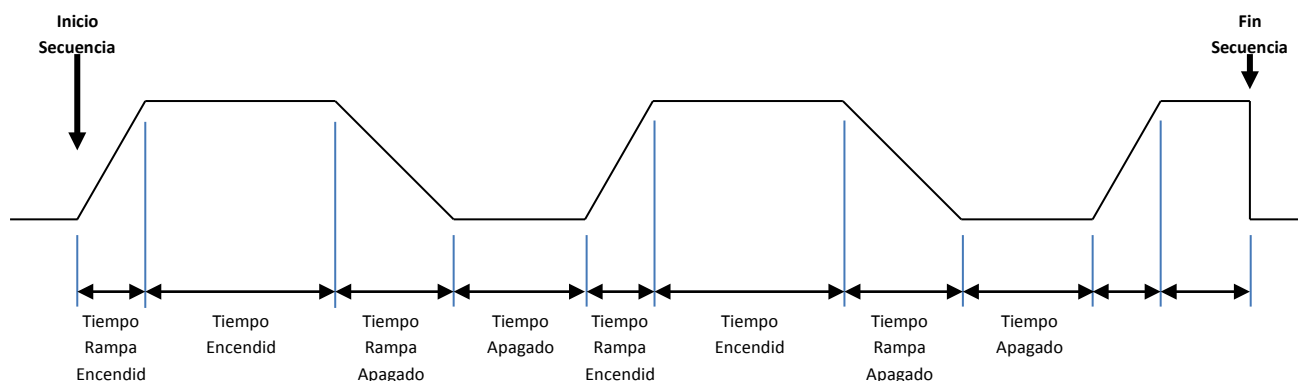 Inicio
Secuencia
Fin
Secuencia
Tiempo
Rampa
Encendid
Tiempo
Encendid
Tiempo
Rampa
Apagado
Tiempo
Apagado
Tiempo
Rampa
Encendid
Tiempo
Encendid
Tiempo
Rampa
Apagado
Tiempo
Apagado